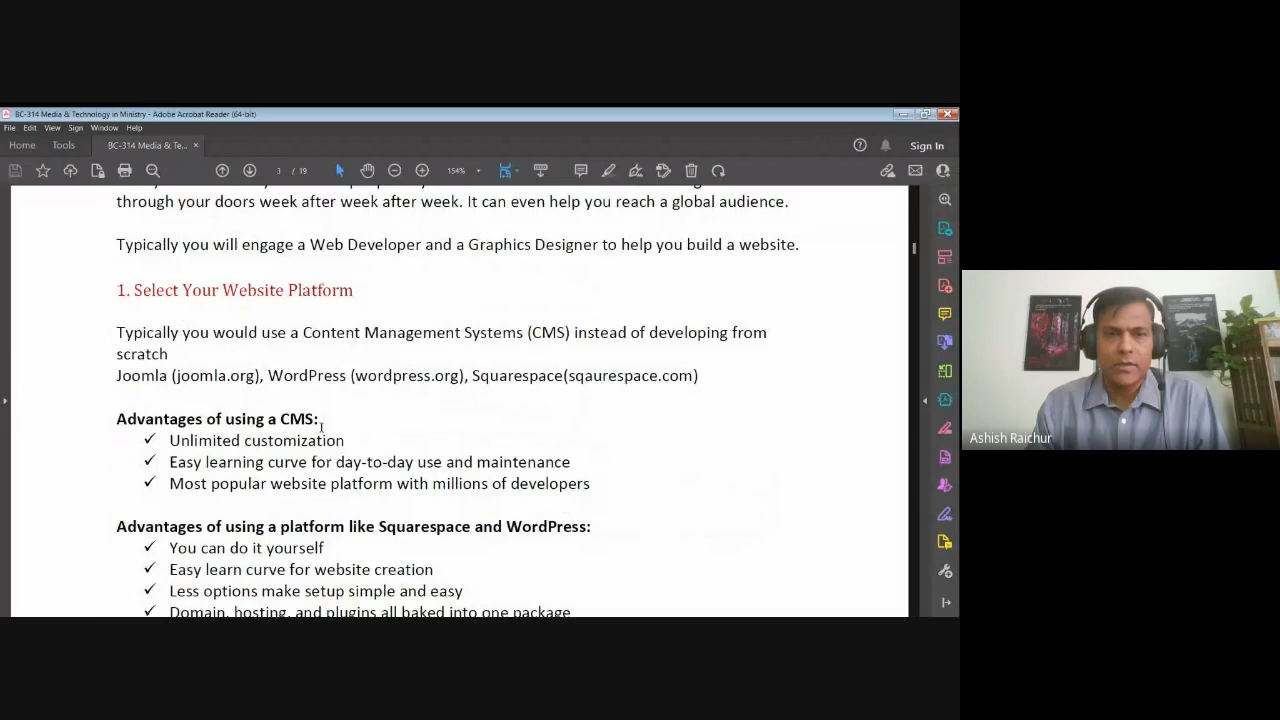 BC-314 Media & Technology in Ministry - Adobe Acrobat Reader (64-bit)
File Edit View Sign Window Help
Home Tools BC-314 Media & Te... × Sign In
3 / 19 154%
through your doors week after week after week. It can even help you reach a global audience.
Typically you will engage a Web Developer and a Graphics Designer to help you build a website.
1. Select Your Website Platform
Typically you would use a Content Management Systems (CMS) instead of developing from
scratch
Joomla (joomla.org), WordPress (wordpress.org), Squarespace(sqaurespace.com)
Advantages of using a CMS:
✓ Unlimited customization
✓ Easy learning curve for day-to-day use and maintenance
✓ Most popular website platform with millions of developers
Advantages of using a platform like Squarespace and WordPress:
✓ You can do it yourself
✓ Easy learn curve for website creation
✓ Less options make setup simple and easy
✓ Domain, hosting, and plugins all baked into one package
Ashish Raichur